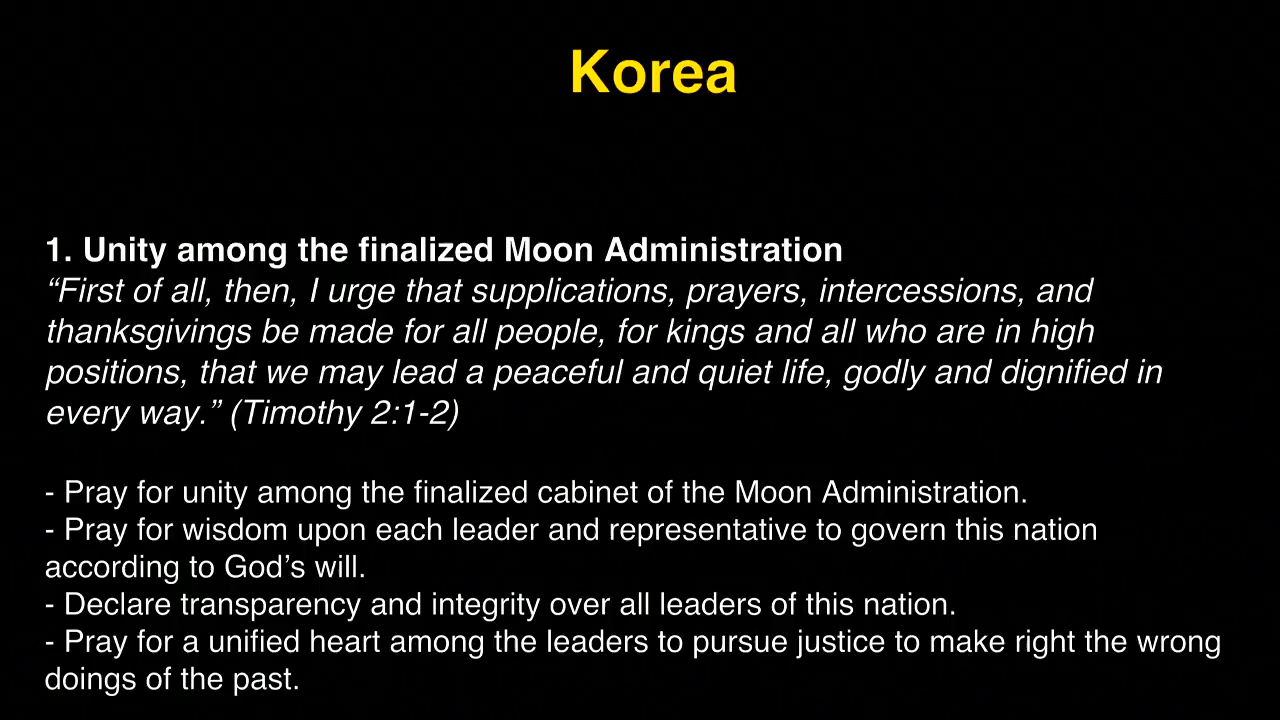 Korea
1. Unity among the finalized Moon Administration
“First of all, then, I urge that supplications, prayers, intercessions, and
thanksgivings be made for all people, for kings and all who are in high
positions, that we may lead a peaceful and quiet life, godly and dignified in
every way.” (Timothy 2:1-2)
- Pray for unity among the finalized cabinet of the Moon Administration.
- Pray for wisdom upon each leader and representative to govern this nation
according to God’s will.
- Declare transparency and integrity over all leaders of this nation.
- Pray for a unified heart among the leaders to pursue justice to make right the wrong
doings of the past.